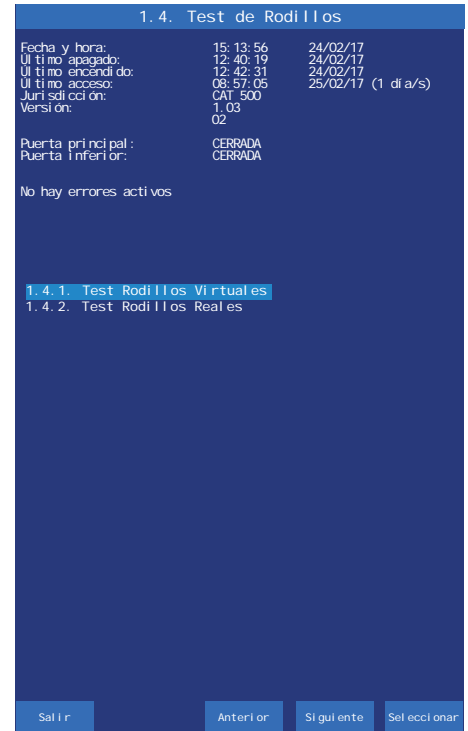 1.4. Test de Rodillos
Fecha y hora: 15:13:56 24/02/17
Último apagado: 12:40:19 24/02/17
Último encendido: 12:42:31 24/02/17
Último acceso: 08:57:05 25/02/17 (1 día/s)
Jurisdicción: CAT 500
Versión: 1.03
02
Puerta principal: CERRADA
Puerta inferior: CERRADA
No hay errores activos
1.4.1. Test Rodillos Virtuales
1.4.2. Test Rodillos Reales
Salir Anterior Siguiente Seleccionar